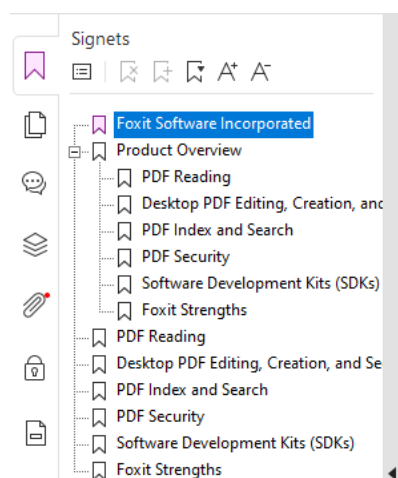 Signets
A+ A-
Foxit Software Incorporated
Product Overview
PDF Reading
Desktop PDF Editing, Creation, and
PDF Index and Search
PDF Security
Software Development Kits (SDKs)
Foxit Strengths
PDF Reading
Desktop PDF Editing, Creation, and Se
PDF Index and Search
PDF Security
Software Development Kits (SDKs)
Foxit Strengths